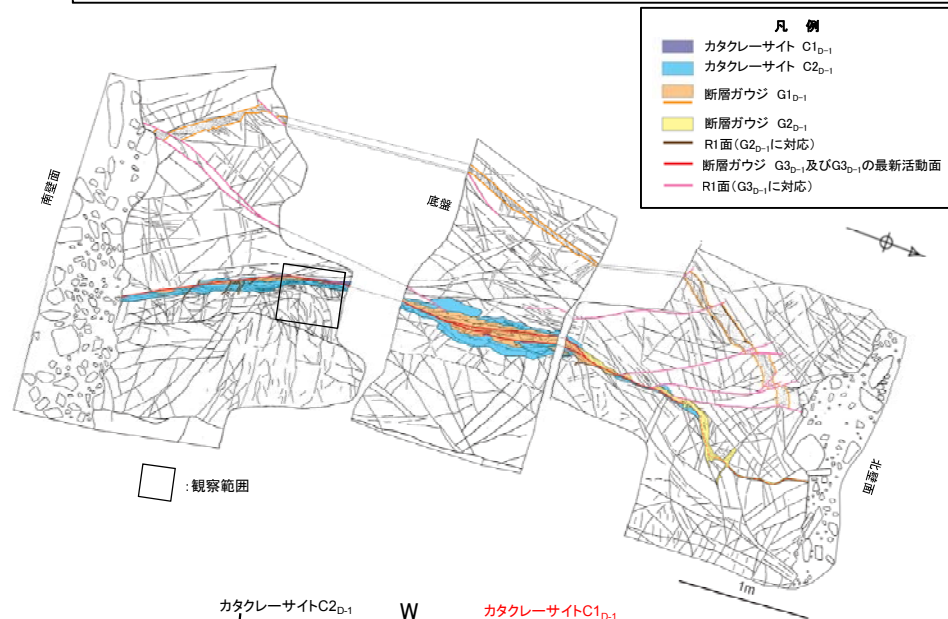 凡 例
カタクレーサイト C1D-1
カタクレーサイト C2D-1
断層ガウジ G1D-1
断層ガウジ G2D-1
R1面(G2D-1に対応)
断層ガウジ G3D-1及びG3D-1の最新活動面
R1面(G3D-1に対応)
南壁面
底盤
北壁面
:観察範囲
1m
カタクレーサイトC2D-1
W
カタクレーサイトC1D-1